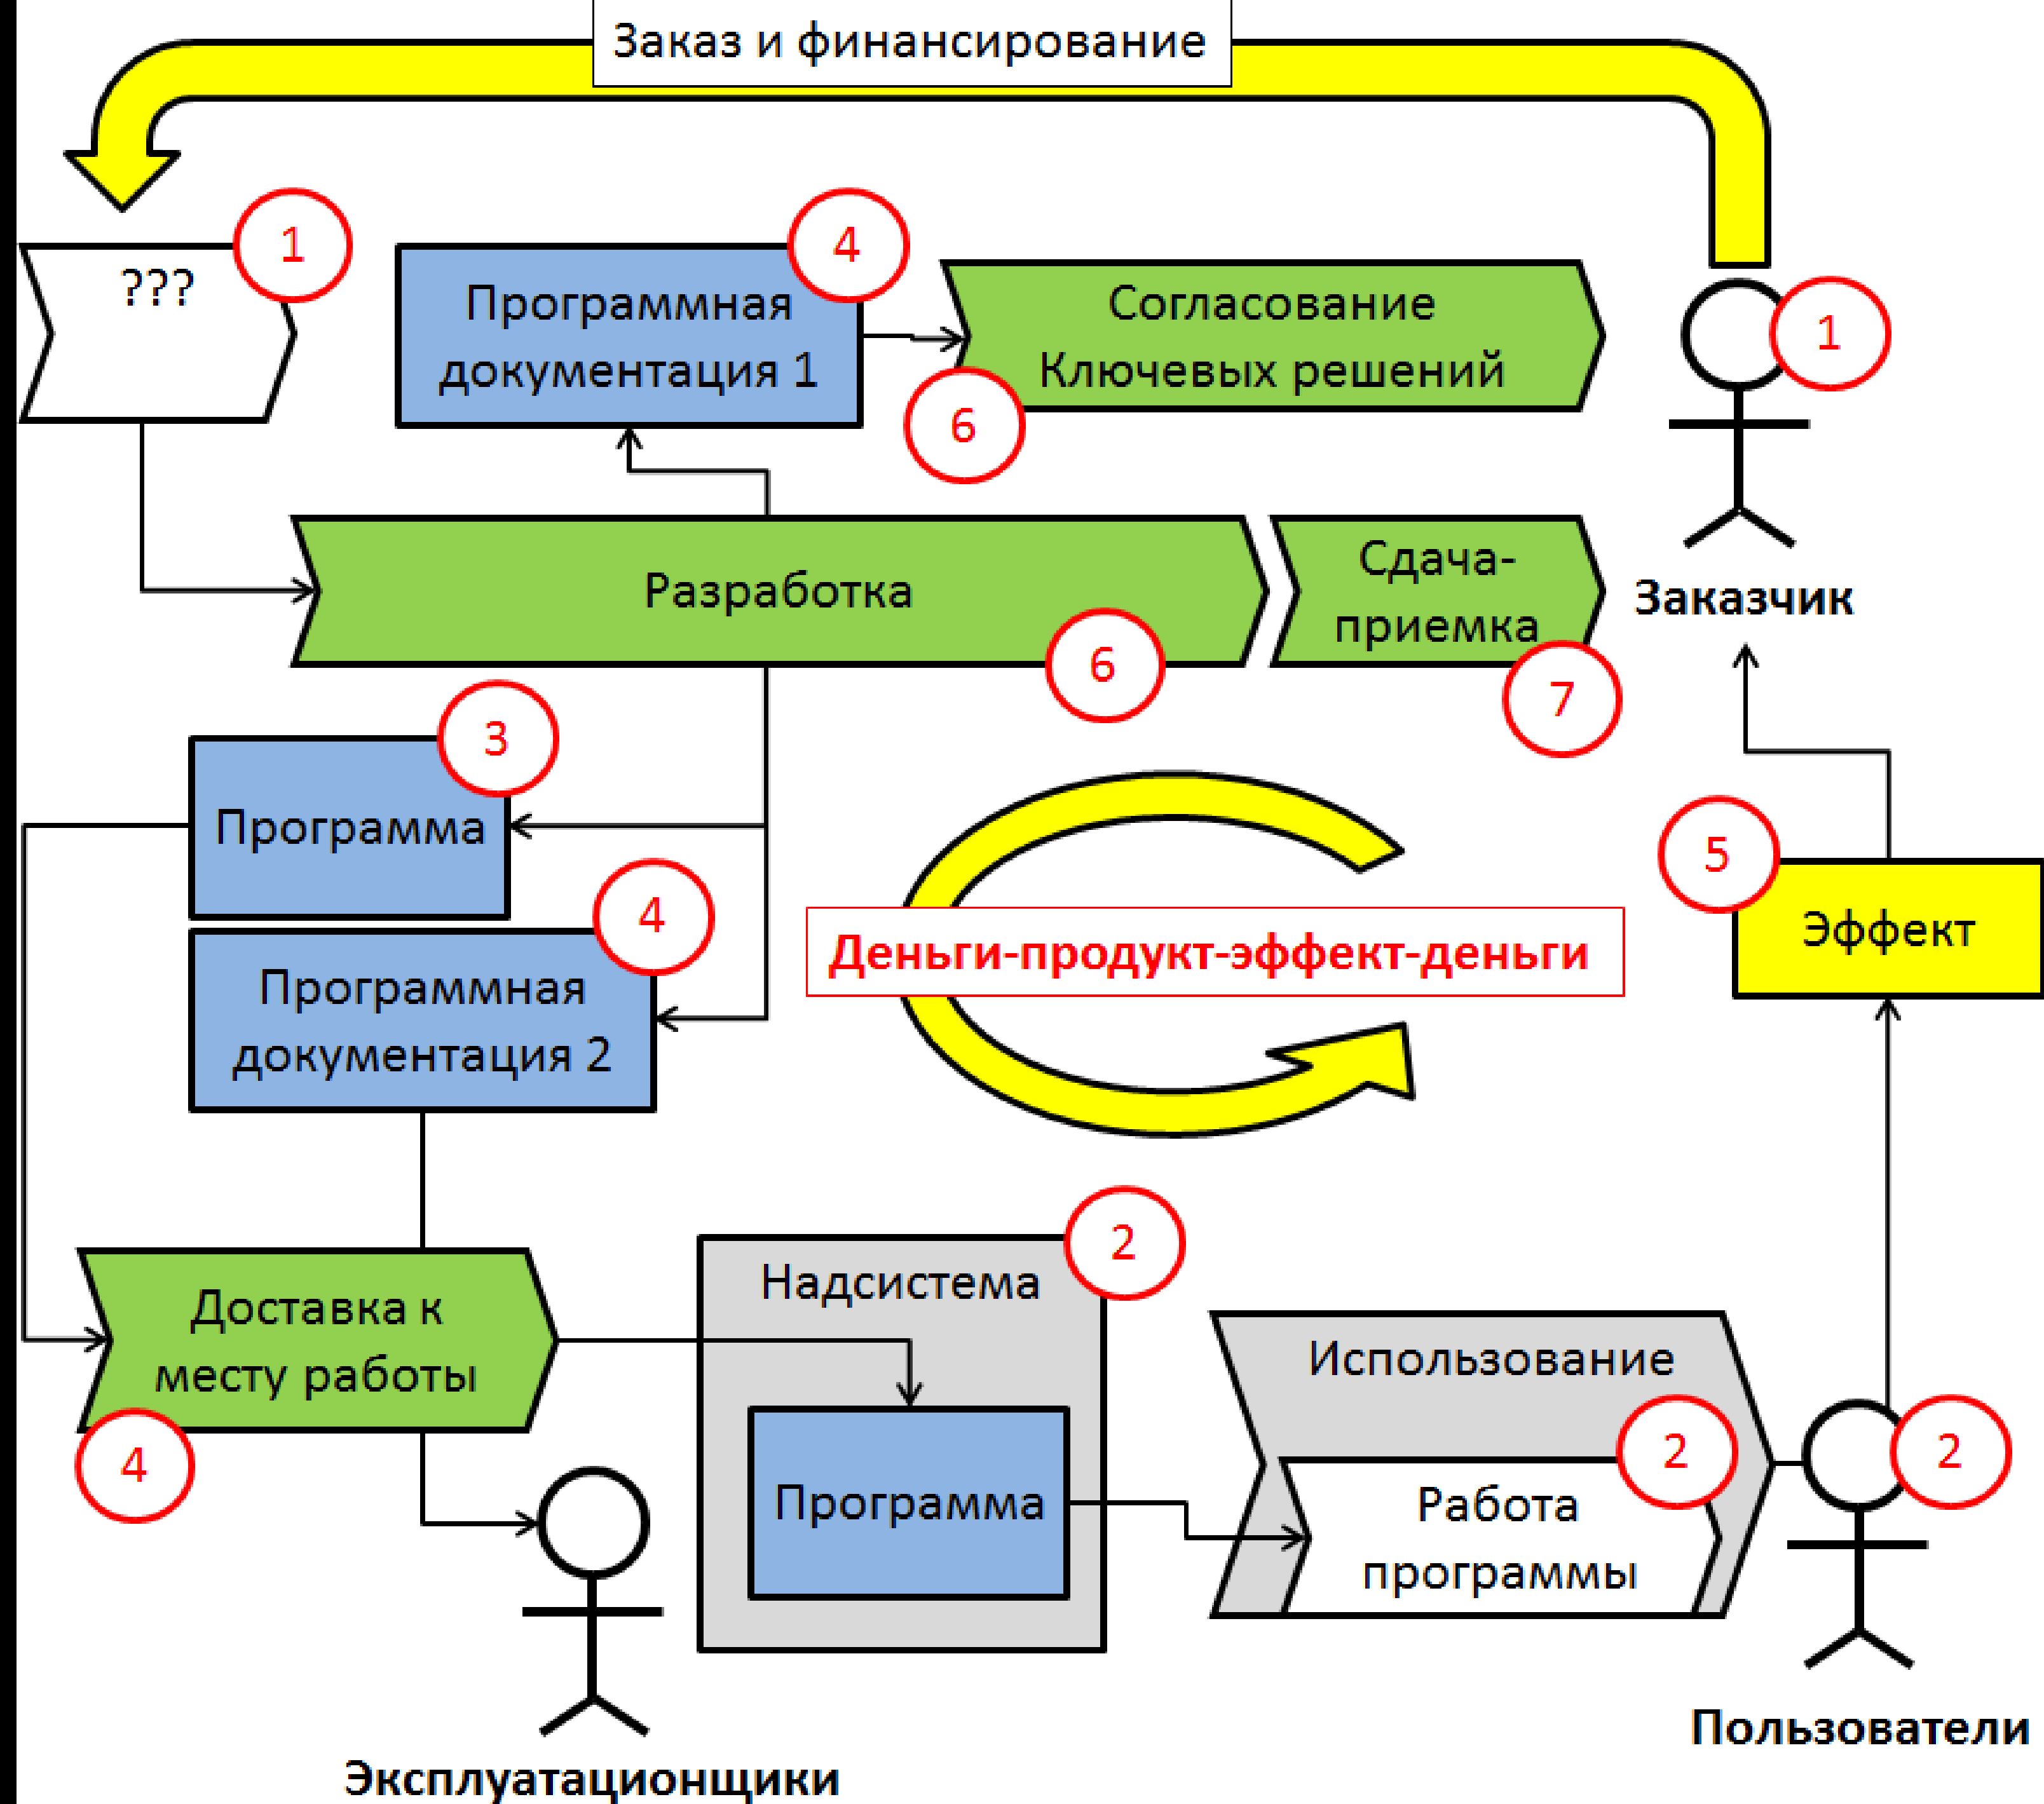 Заказ и финансирование
1
???
4
Программная
документация 1
Согласование
Ключевых решений
6
1
Заказчик
Разработка
6
Сдача-
приемка
7
3
Программа
4
Программная
документация 2
Деньги-продукт-эффект-деньги
5
Эффект
Доставка к
месту работы
4
2
Надсистема
Программа
Использование
2
Работа
программы
2
Пользователи
Эксплуатационщики